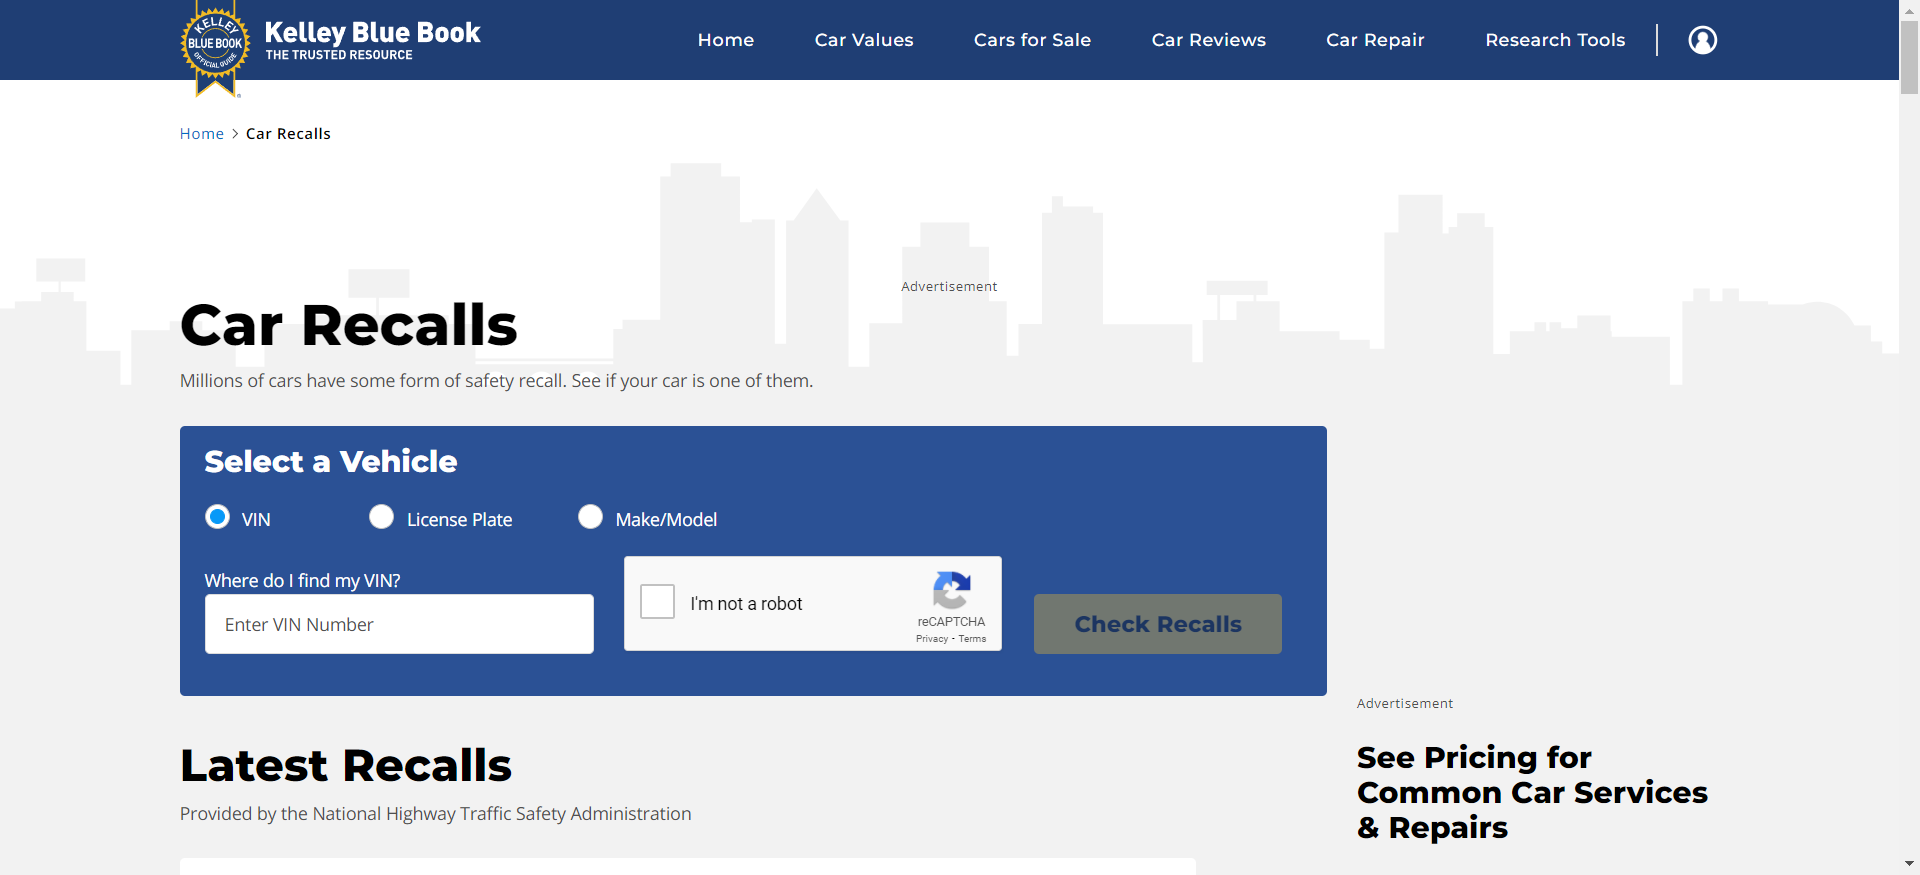 KELLEY
BLUE BOOK
OFFICIAL GUIDE
Kelley Blue Book
THE TRUSTED RESOURCE
Home
Car Values
Cars for Sale
Car Reviews
Car Repair
Research Tools
Home > Car Recalls
Advertisement
Car Recalls
Millions of cars have some form of safety recall. See if your car is one of them.
Select a Vehicle
VIN
License Plate
Make/Model
Where do I find my VIN?
Enter VIN Number
I'm not a robot
reCAPTCHA
Privacy - Terms
Check Recalls
Advertisement
Latest Recalls
Provided by the National Highway Traffic Safety Administration
See Pricing for
Common Car Services
& Repairs